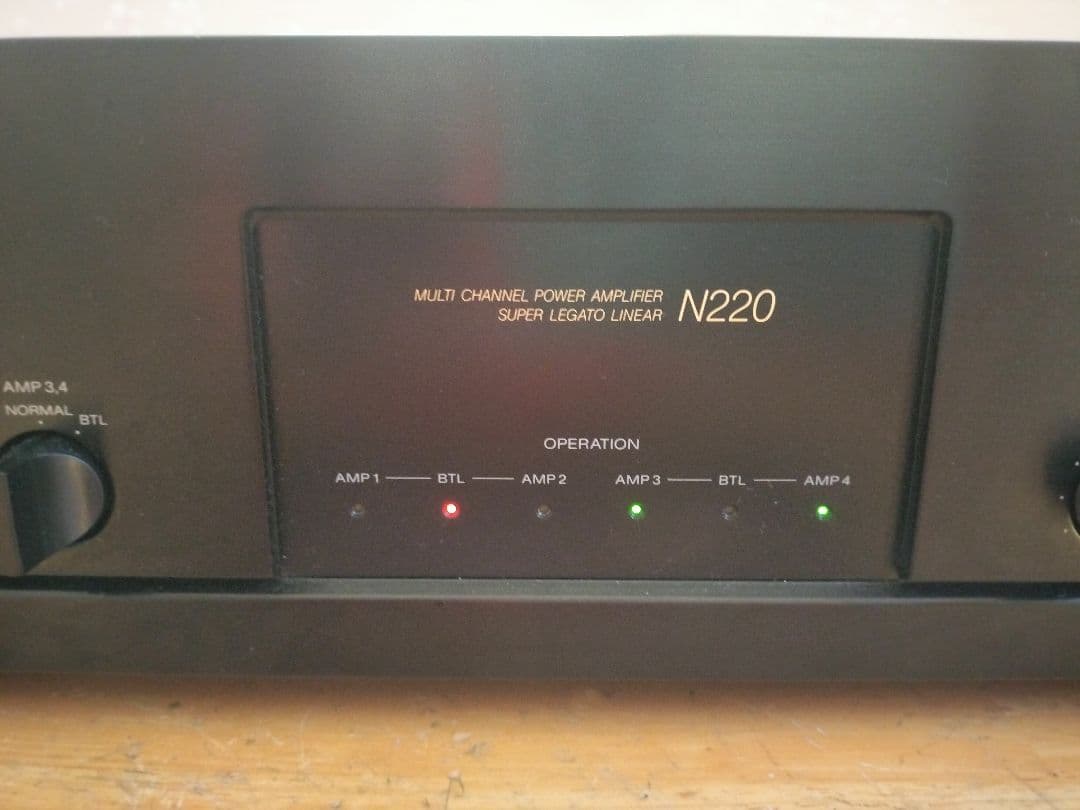 MULTI CHANNEL POWER AMPLIFIER N220
SUPER LEGATO LINEAR
AMP 3,4
NORMAL BTL
OPERATION
AMP 1 BTL AMP 2 AMP 3 BTL AMP 4